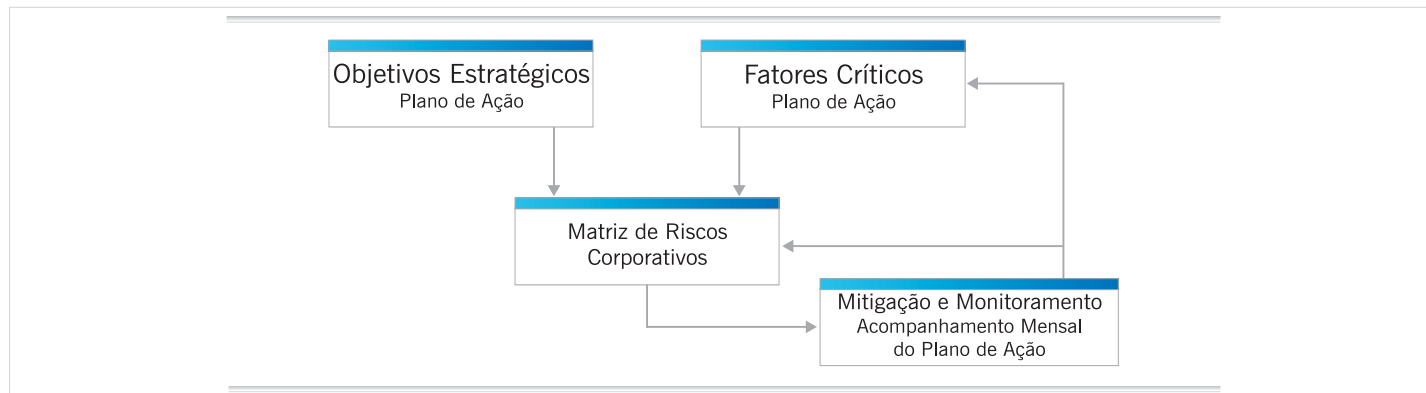 Objetivos Estratégicos
Plano de Ação
Fatores Críticos
Plano de Ação
Matriz de Riscos
Corporativos
Mitigação e Monitoramento
Acompanhamento Mensal
do Plano de Ação